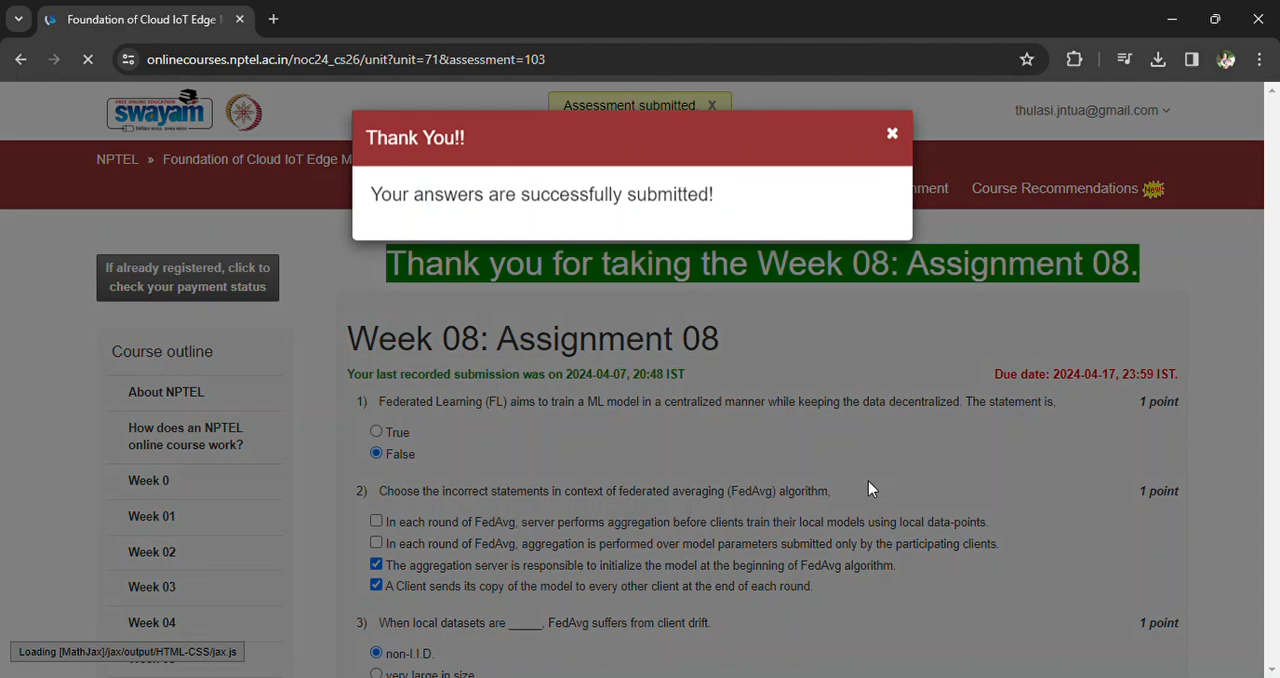 Foundation of Cloud IoT Edge
onlinecourses.nptel.ac.in/noc24_cs26/unit?unit=71&assessment=103
swayam
Assessment submitted X
thulasi.jntua@gmail.com
Thank You!!
NPTEL » Foundation of Cloud IoT Edge M
Your answers are successfully submitted!
nment Course Recommendations
If already registered, click to
check your payment status
Thank you for taking the Week 08: Assignment 08.
Week 08: Assignment 08
Course outline
Your last recorded submission was on 2024-04-07, 20:48 IST Due date: 2024-04-17, 23:59 IST.
About NPTEL
1) Federated Learning (FL) aims to train a ML model in a centralized manner while keeping the data decentralized. The statement is, 1 point
True
How does an NPTEL
online course work?
False
Week 0
2) Choose the incorrect statements in context of federated averaging (FedAvg) algorithm, 1 point
Week 01
In each round of FedAvg, server performs aggregation before clients train their local models using local data-points.
In each round of FedAvg, aggregation is performed over model parameters submitted only by the participating clients.
Week 02
The aggregation server is responsible to initialize the model at the beginning of FedAvg algorithm.
A Client sends its copy of the model to every other client at the end of each round.
Week 03
Week 04
3) When local datasets are _____, FedAvg suffers from client drift. 1 point
non-I.I.D.
Loading [MathJax]/jax/output/HTML-CSS/jax.js
very large in size